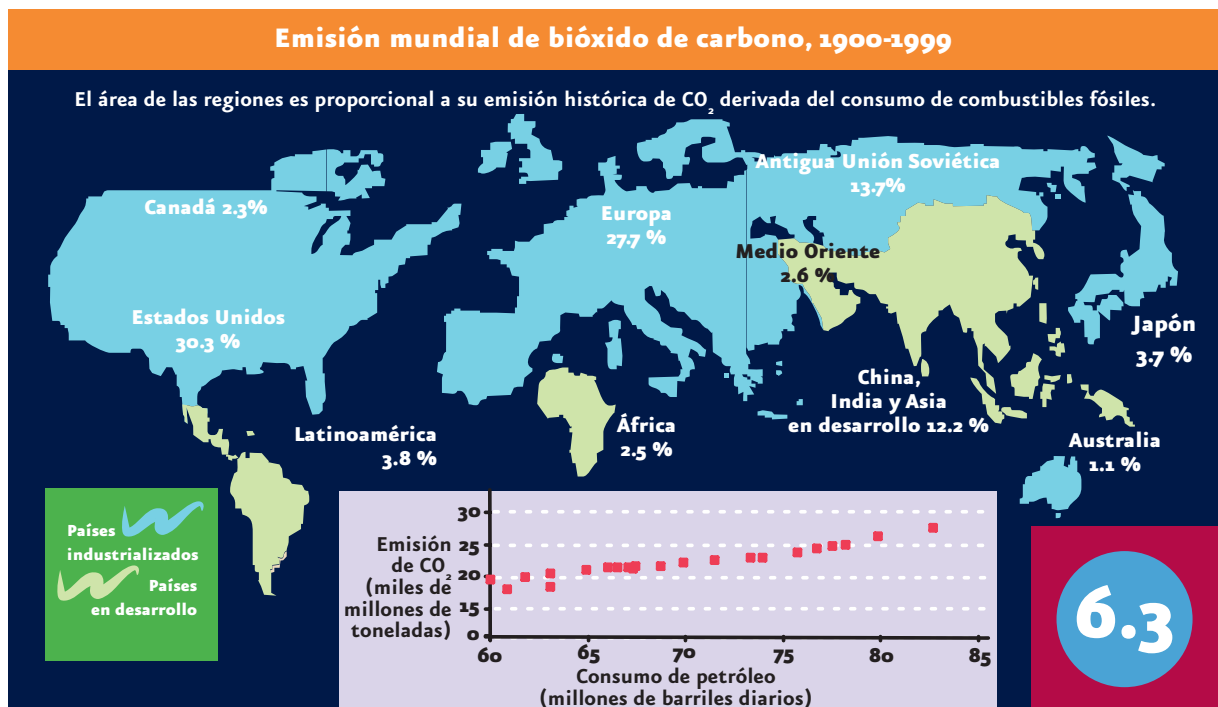 Emisión mundial de bióxido de carbono, 1900-1999
El área de las regiones es proporcional a su emisión histórica de CO₂ derivada del consumo de combustibles fósiles.
Canadá 2.3%
Estados Unidos
30.3 %
Europa
27.7 %
Antigua Unión Soviética
13.7%
Medio Oriente
2.6 %
Japón
3.7 %
China,
India y Asia
en desarrollo 12.2 %
Latinoamérica
3.8 %
África
2.5 %
Australia
1.1 %
Países
industrializados
Países
en desarrollo
Emisión
de CO₂
(miles de
millones de
toneladas)
30
25
20
15
0
60 65 70 75 80 85
Consumo de petróleo
(millones de barriles diarios)
6.3